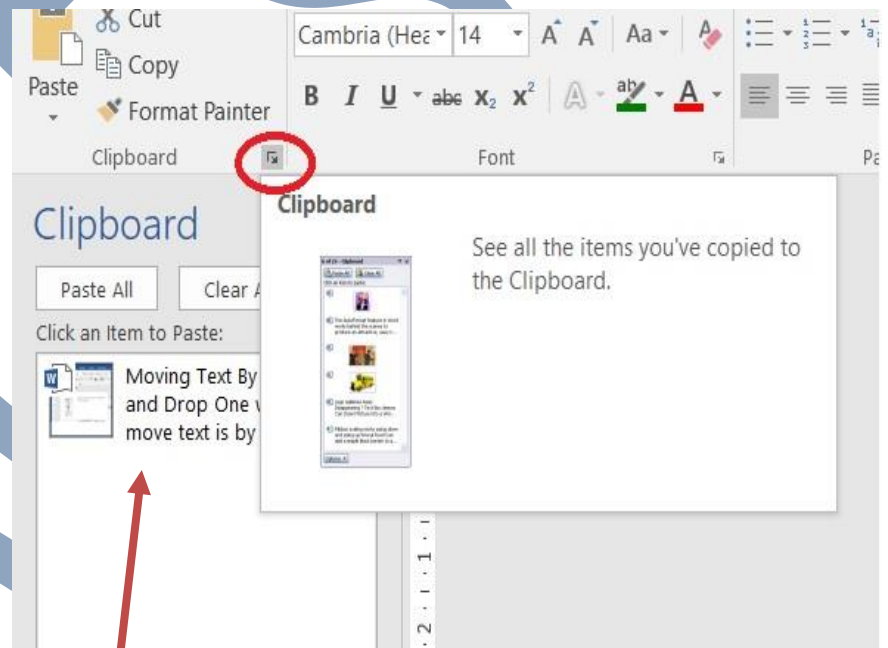 Cut
Copy
Paste
Format Painter
Clipboard
Cambria (Hea
14
A A Aa
B I U abc X₂ X² A ab A
Font
Clipboard
Paste All
Clear
Click an Item to Paste:
Moving Text By
and Drop One
move text is by
Clipboard
See all the items you've copied to
the Clipboard.
1
2